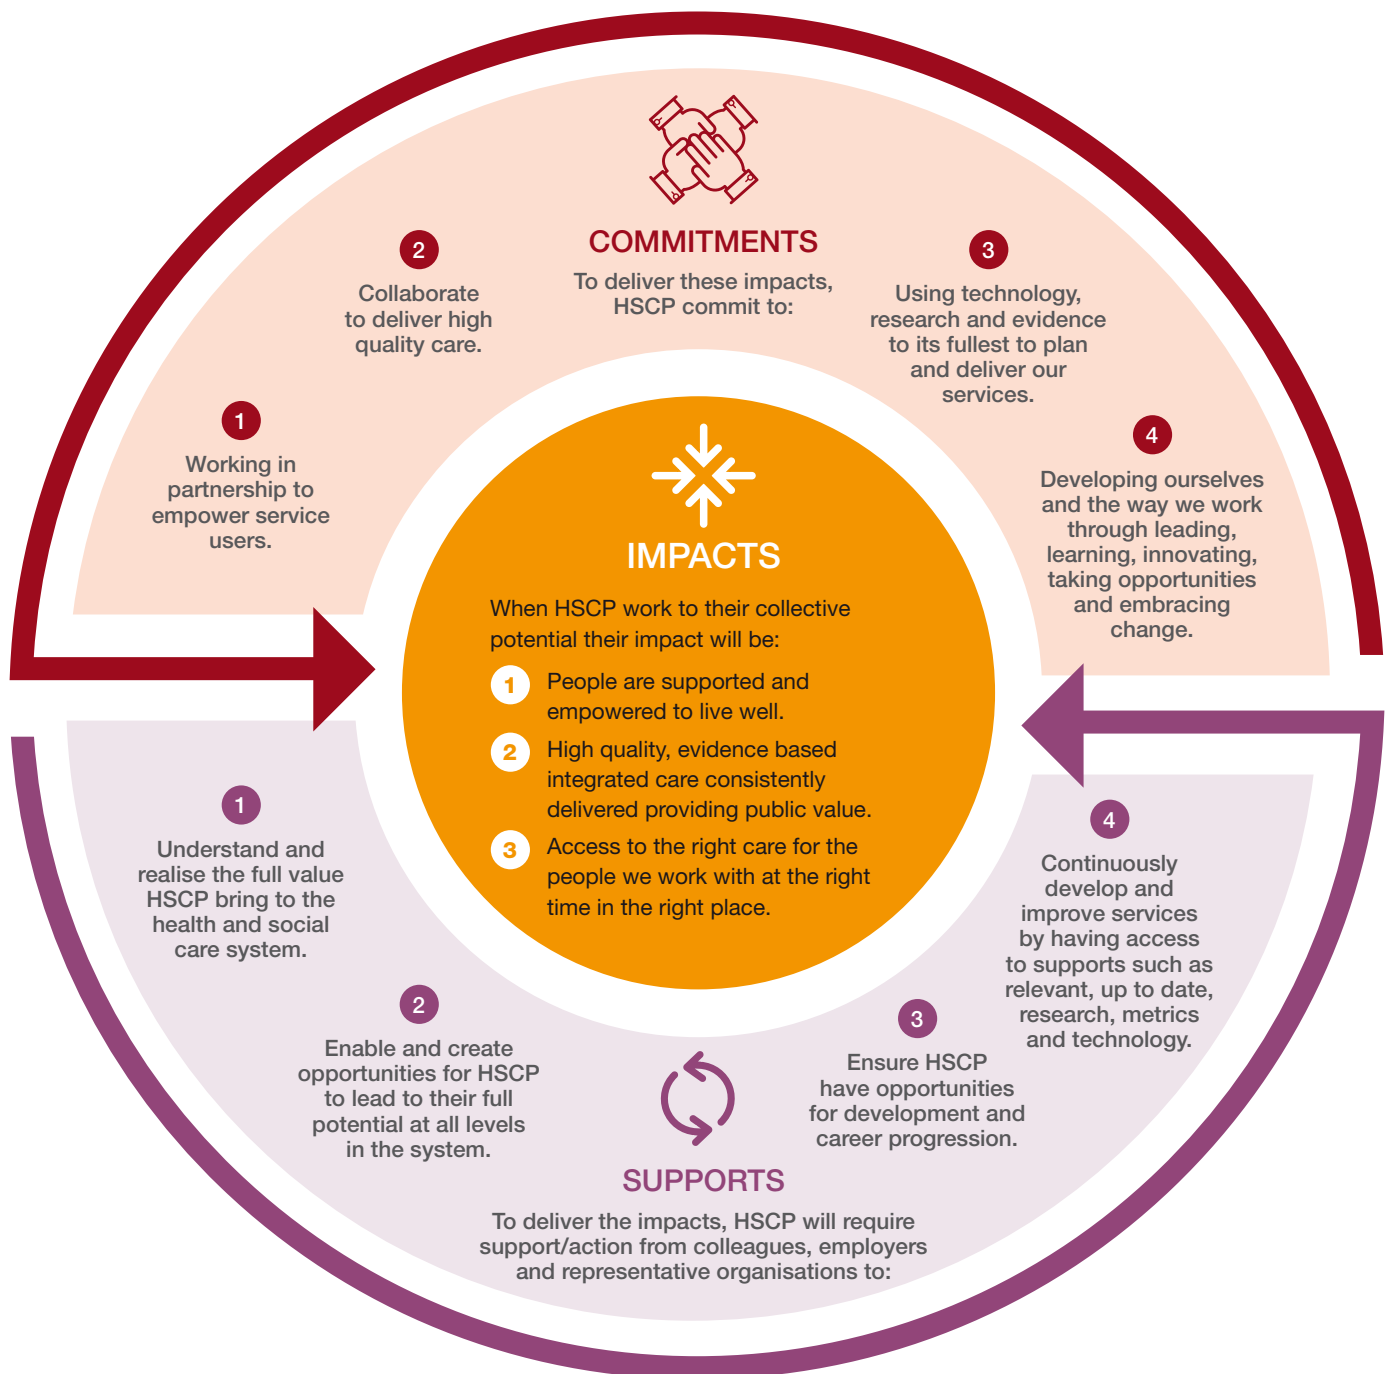 COMMITMENTS
To deliver these impacts,
HSCP commit to:
1
Working in
partnership to
empower service
users.
2
Collaborate
to deliver high
quality care.
3
Using technology,
research and evidence
to its fullest to plan
and deliver our
services.
4
Developing ourselves
and the way we work
through leading,
learning, innovating,
taking opportunities
and embracing
change.
IMPACTS
When HSCP work to their collective
potential their impact will be:
1 People are supported and
empowered to live well.
2 High quality, evidence based
integrated care consistently
delivered providing public value.
3 Access to the right care for the
people we work with at the right
time in the right place.
SUPPORTS
To deliver the impacts, HSCP will require
support/action from colleagues, employers
and representative organisations to:
1
Understand and
realise the full value
HSCP bring to the
health and social
care system.
2
Enable and create
opportunities for HSCP
to lead to their full
potential at all levels
in the system.
3
Ensure HSCP
have opportunities
for development and
career progression.
4
Continuously
develop and
improve services
by having access
to supports such as
relevant, up to date,
research, metrics
and technology.